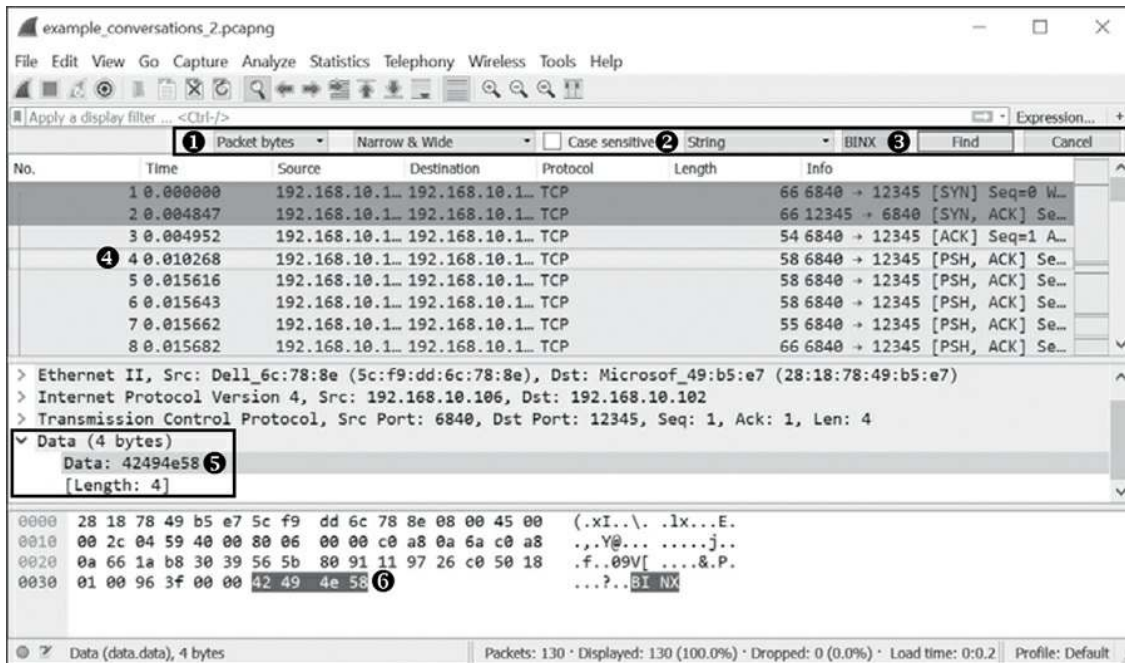 example_conversations_2.pcapng
File Edit View Go Capture Analyze Statistics Telephony Wireless Tools Help
Apply a display filter ... <Ctrl-/> Expression... +
❶ Packet bytes Narrow & Wide Case sensitive ❷ String BINX ❸ Find Cancel
No. Time Source Destination Protocol Length Info
1 0.000000 192.168.10.1… 192.168.10.1… TCP 66 6840 → 12345 [SYN] Seq=0 W…
2 0.004847 192.168.10.1… 192.168.10.1… TCP 66 12345 → 6840 [SYN, ACK] Se…
3 0.004952 192.168.10.1… 192.168.10.1… TCP 54 6840 → 12345 [ACK] Seq=1 A…
❹ 4 0.010268 192.168.10.1… 192.168.10.1… TCP 58 6840 → 12345 [PSH, ACK] Se…
5 0.015616 192.168.10.1… 192.168.10.1… TCP 58 6840 → 12345 [PSH, ACK] Se…
6 0.015643 192.168.10.1… 192.168.10.1… TCP 58 6840 → 12345 [PSH, ACK] Se…
7 0.015662 192.168.10.1… 192.168.10.1… TCP 55 6840 → 12345 [PSH, ACK] Se…
8 0.015682 192.168.10.1… 192.168.10.1… TCP 66 6840 → 12345 [PSH, ACK] Se…
> Ethernet II, Src: Dell_6c:78:8e (5c:f9:dd:6c:78:8e), Dst: Microsof_49:b5:e7 (28:18:78:49:b5:e7)
> Internet Protocol Version 4, Src: 192.168.10.106, Dst: 192.168.10.102
> Transmission Control Protocol, Src Port: 6840, Dst Port: 12345, Seq: 1, Ack: 1, Len: 4
Data (4 bytes)
Data: 42494e58 ❺
[Length: 4]
0000 28 18 78 49 b5 e7 5c f9 dd 6c 78 8e 08 00 45 00 (.xI..\. .lx...E.
0010 00 2c 04 59 40 00 80 06 00 00 c0 a8 0a 6a c0 a8 .,.Y@... .....j..
0020 0a 66 1a b8 30 39 56 5b 80 91 11 97 26 c0 50 18 .f..09V[ ....&.P.
0030 01 00 96 3f 00 00 42 49 4e 58 ❻ ...?..BI NX
Data (data.data), 4 bytes Packets: 130 · Displayed: 130 (100.0%) · Dropped: 0 (0.0%) · Load time: 0:0.2 Profile: Default